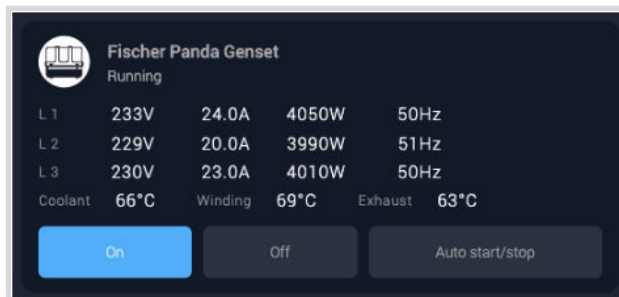 Fischer Panda Genset
Running
L 1 233V 24.0A 4050W 50Hz
L 2 229V 20.0A 3990W 51Hz
L 3 230V 23.0A 4010W 50Hz
Coolant 66°C Winding 69°C Exhaust 63°C
On Off Auto start/stop